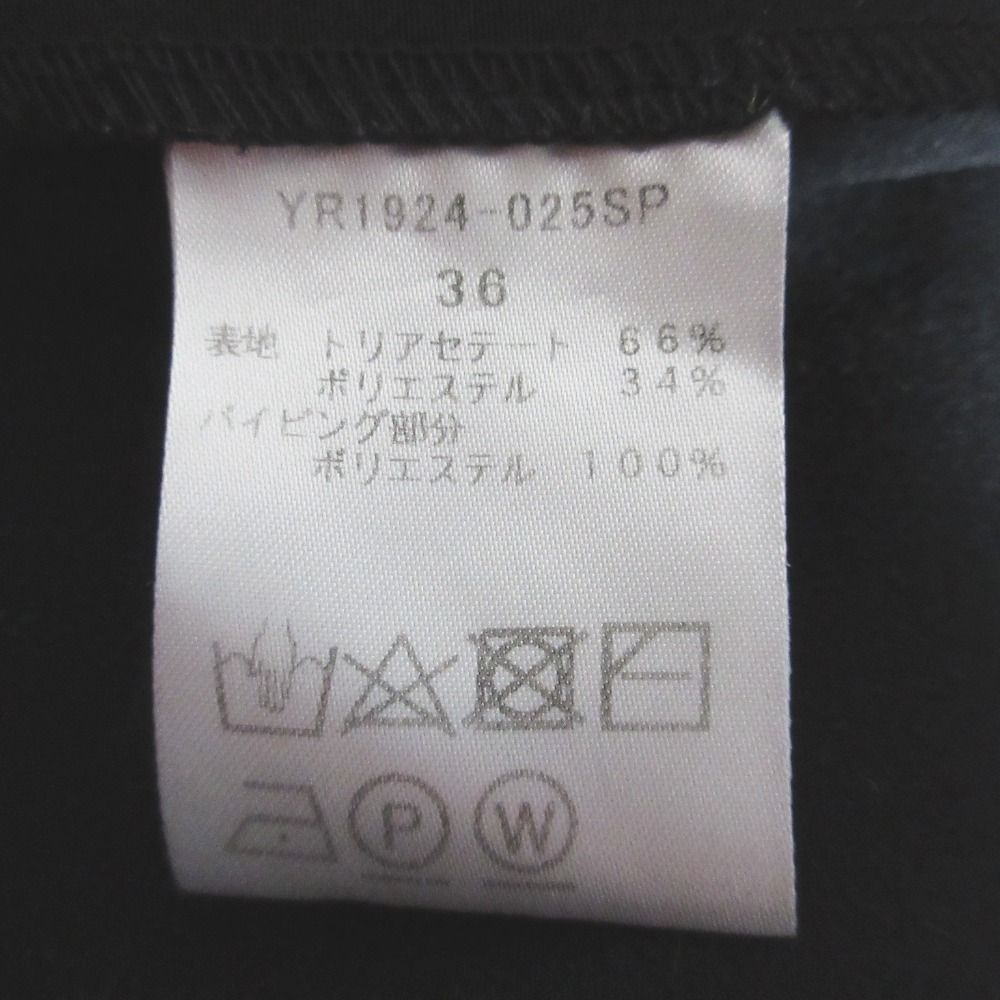 YR1924-025SP
36
表地 トリアセテート 66%
ポリエステル 34%
パイピング部分
ポリエステル 100%
P W